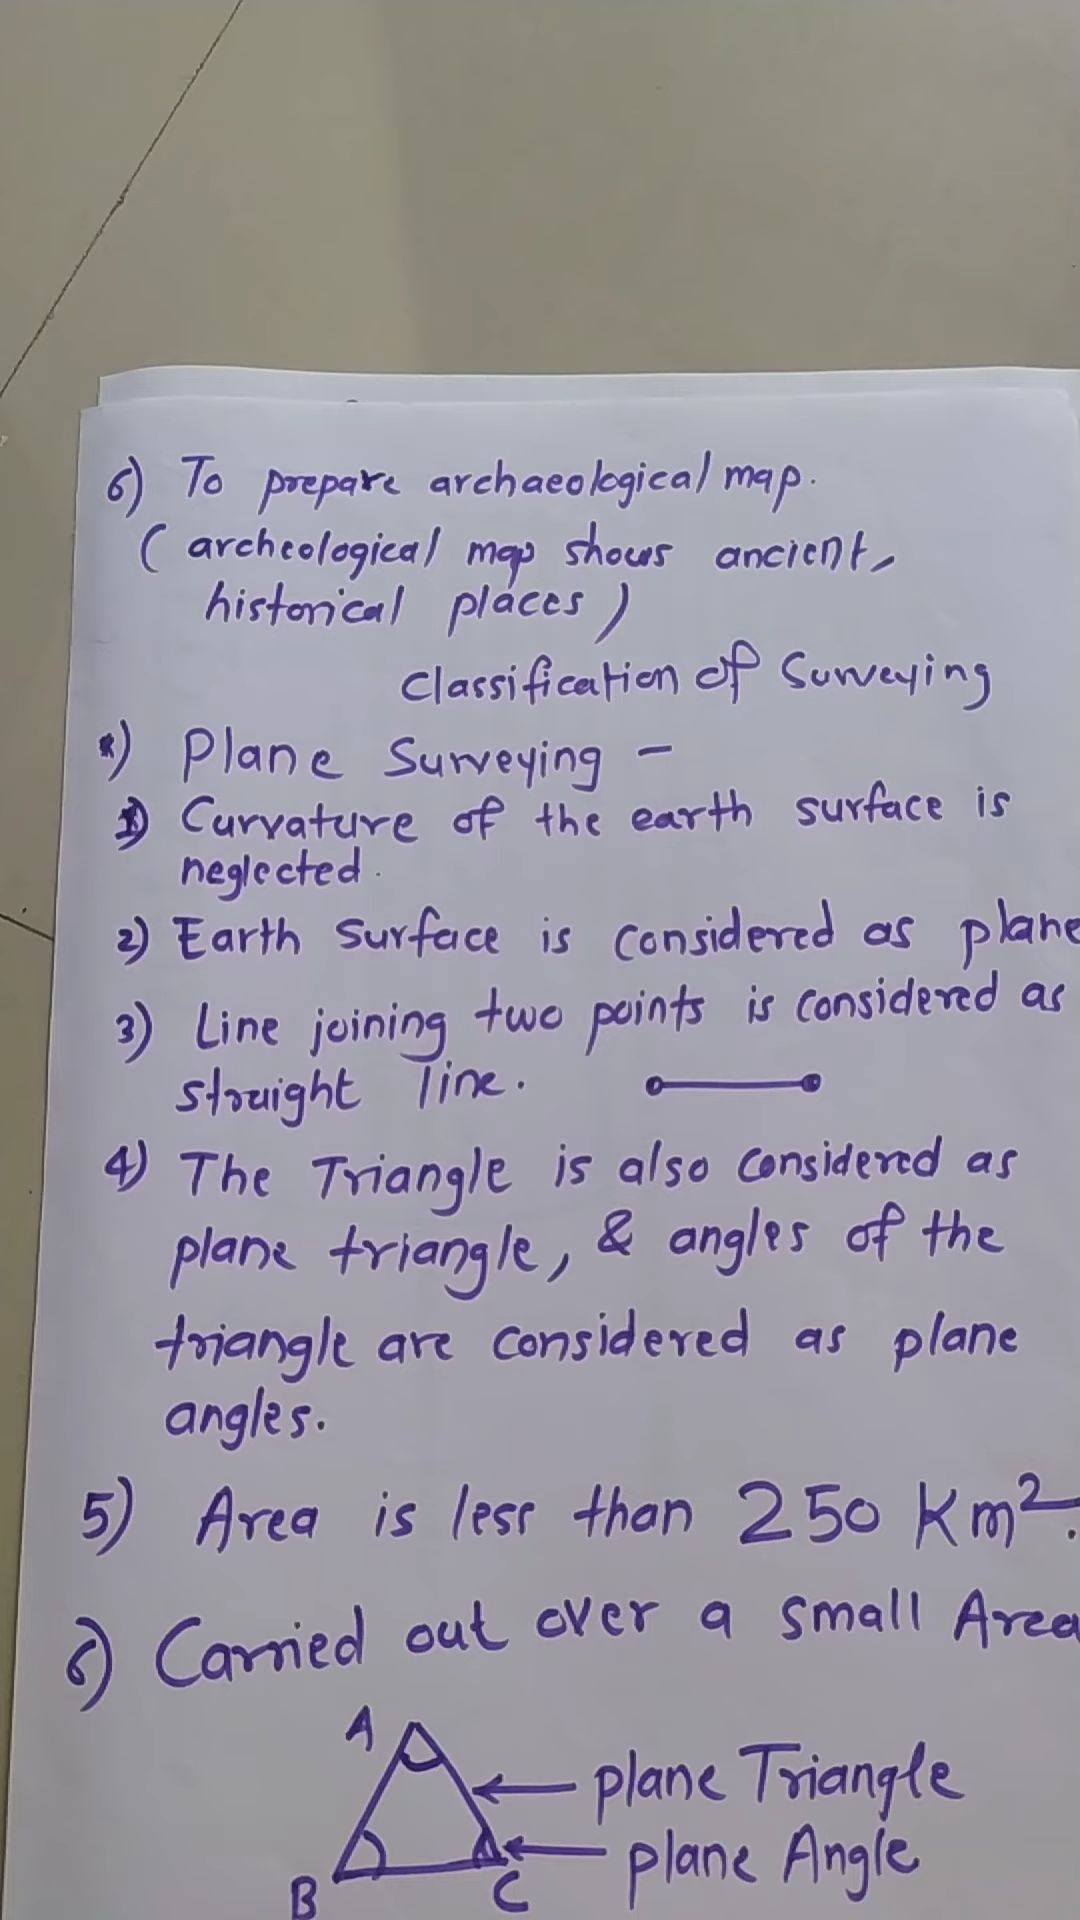 6) To prepare archaeological map.
( archeological map shows ancient,
historical places )
Classification of Surveying
*) Plane Surveying -
1) Curvature of the earth surface is
neglected.
2) Earth Surface is considered as plane
3) Line joining two points is considered as
straight line.
4) The Triangle is also considered as
plane triangle, & angles of the
triangle are considered as plane
angles.
5) Area is less than 250 Km².
6) Carried out over a small Area
A
plane Triangle
plane Angle
B C